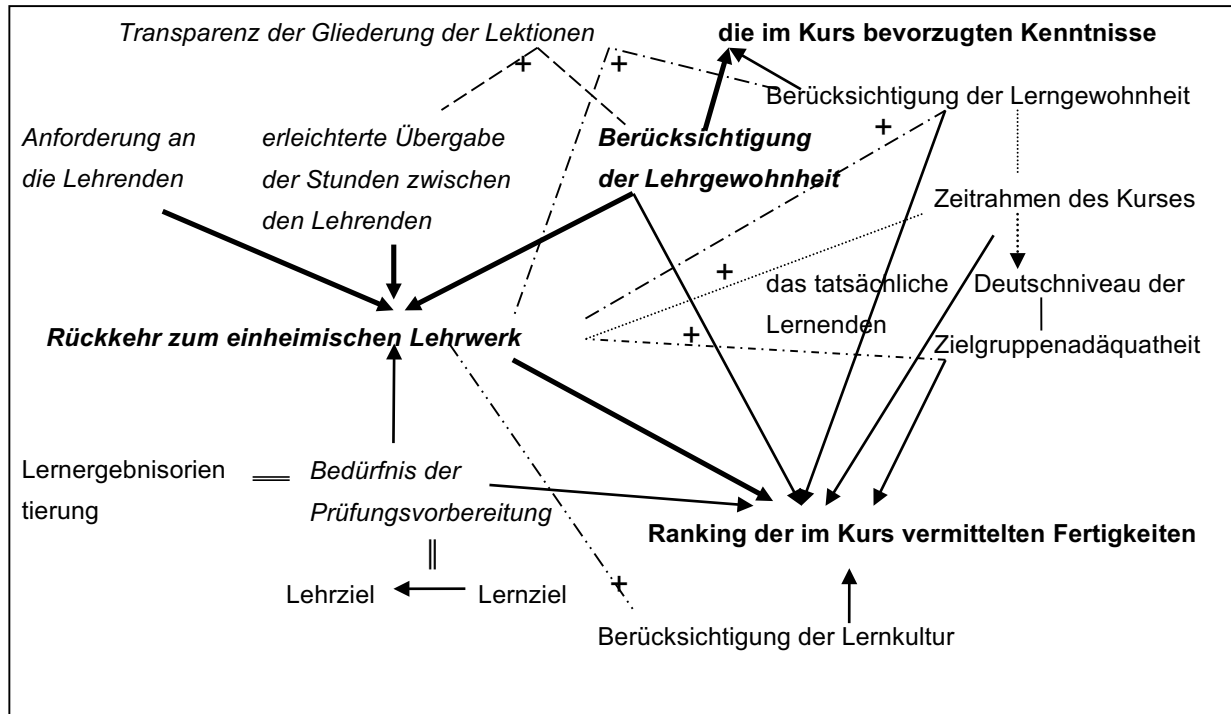 Transparenz der Gliederung der Lektionen
die im Kurs bevorzugten Kenntnisse
+
+
Berücksichtigung der Lerngewohnheit
+
Anforderung an
die Lehrenden
erleichterte Übergabe
der Stunden zwischen
den Lehrenden
Berücksichtigung
der Lehrgewohnheit
Zeitrahmen des Kurses
+
das tatsächliche Deutschniveau der
Lernenden
+
Rückkehr zum einheimischen Lehrwerk
Zielgruppenadäquatheit
Lernergebnisorien
tierung
Bedürfnis der
Prüfungsvorbereitung
Ranking der im Kurs vermittelten Fertigkeiten
Lehrziel
Lernziel
+
Berücksichtigung der Lernkultur